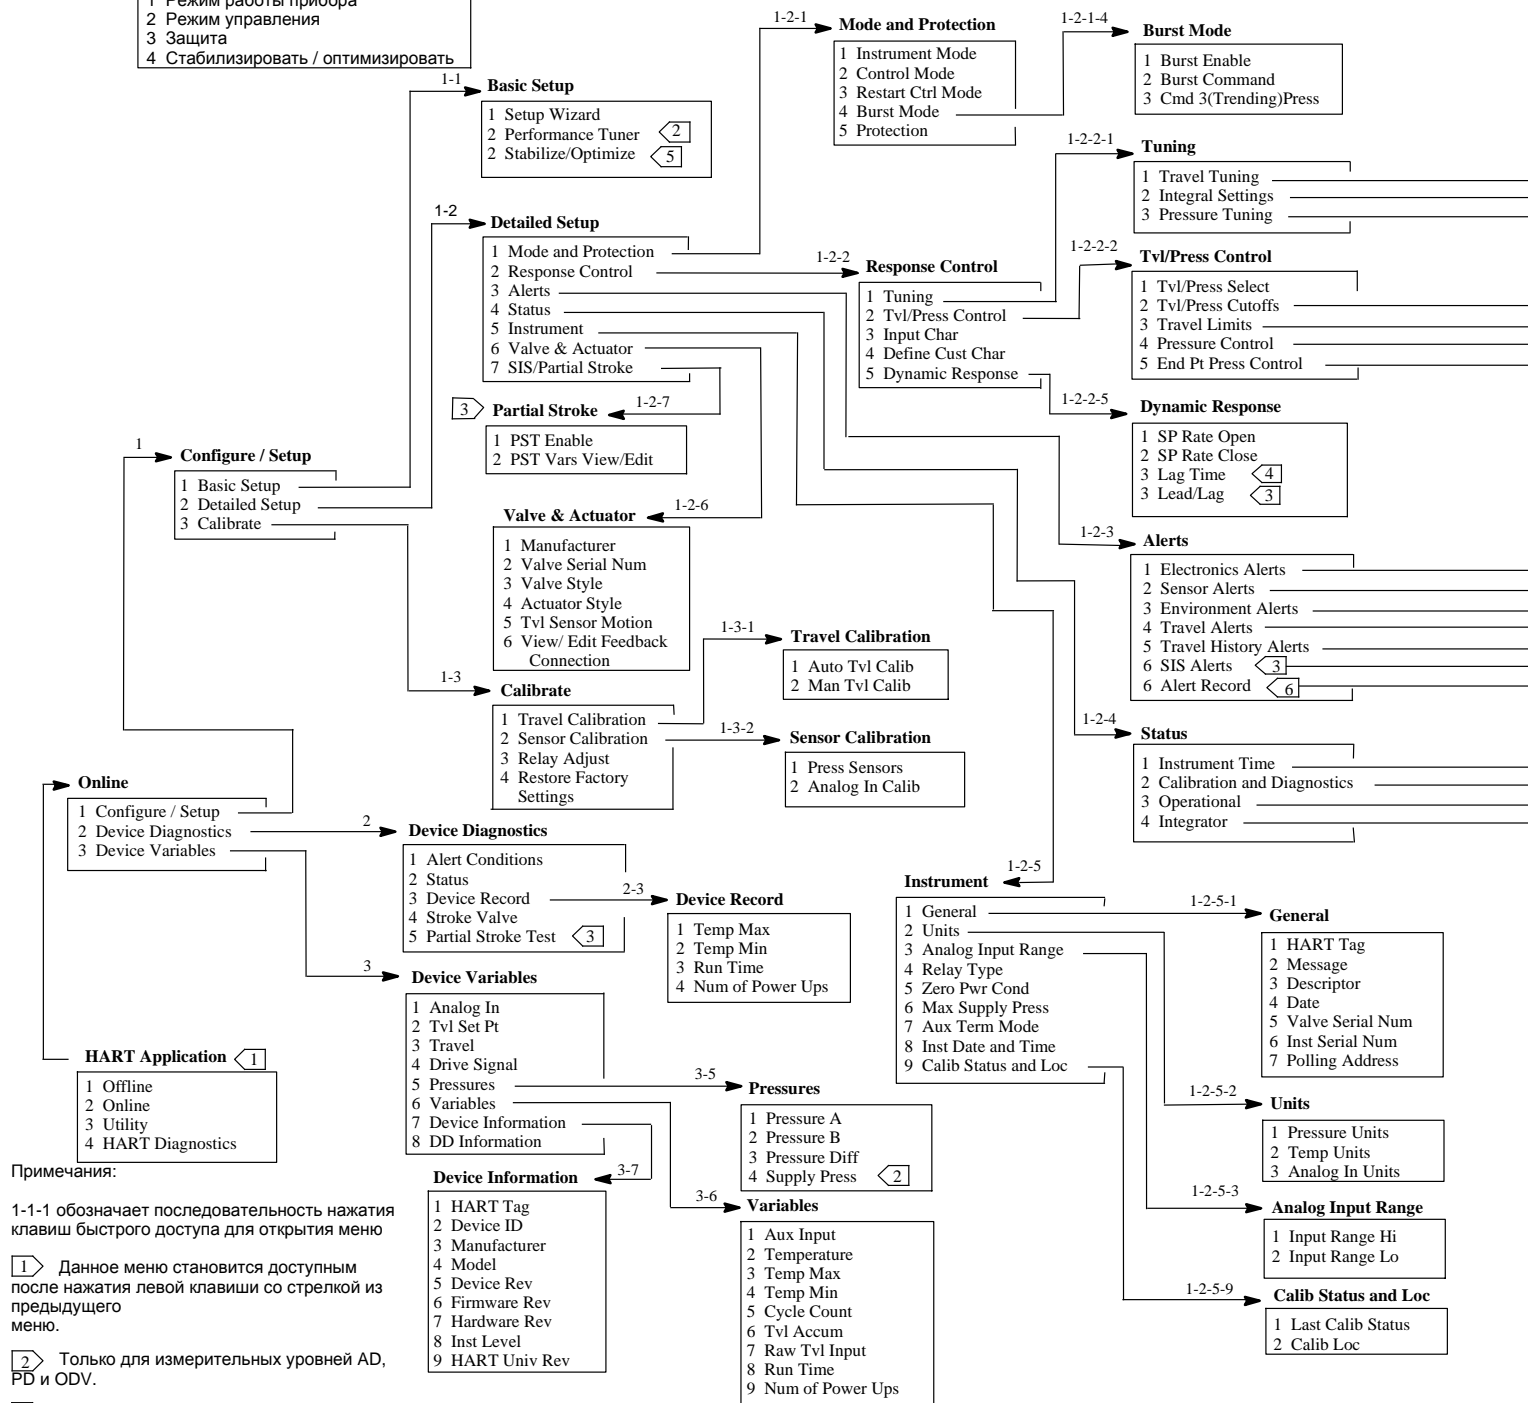 1 Режим работы прибора
2 Режим управления
3 Защита
4 Стабилизировать / оптимизировать
1-1
Basic Setup
1 Setup Wizard
2 Performance Tuner 2
2 Stabilize/Optimize 5
1-2
Detailed Setup
1 Mode and Protection
2 Response Control
3 Alerts
4 Status
5 Instrument
6 Valve & Actuator
7 SIS/Partial Stroke
1-2-1
Mode and Protection
1 Instrument Mode
2 Control Mode
3 Restart Ctrl Mode
4 Burst Mode
5 Protection
1-2-1-4
Burst Mode
1 Burst Enable
2 Burst Command
3 Cmd 3(Trending)Press
1-2-2-1
Tuning
1 Travel Tuning
2 Integral Settings
3 Pressure Tuning
1-2-2
Response Control
1 Tuning
2 Tvl/Press Control
3 Input Char
4 Define Cust Char
5 Dynamic Response
1-2-2-2
Tvl/Press Control
1 Tvl/Press Select
2 Tvl/Press Cutoffs
3 Travel Limits
4 Pressure Control
5 End Pt Press Control
1-2-2-5
Dynamic Response
1 SP Rate Open
2 SP Rate Close
3 Lag Time 4
3 Lead/Lag 3
3 Partial Stroke
1-2-7
1 PST Enable
2 PST Vars View/Edit
1
Configure / Setup
1 Basic Setup
2 Detailed Setup
3 Calibrate
1-2-6
Valve & Actuator
1 Manufacturer
2 Valve Serial Num
3 Valve Style
4 Actuator Style
5 Tvl Sensor Motion
6 View/ Edit Feedback
Connection
1-2-3
Alerts
1 Electronics Alerts
2 Sensor Alerts
3 Environment Alerts
4 Travel Alerts
5 Travel History Alerts
6 SIS Alerts 3
6 Alert Record 6
1-3
Calibrate
1 Travel Calibration
2 Sensor Calibration
3 Relay Adjust
4 Restore Factory
Settings
1-3-1
Travel Calibration
1 Auto Tvl Calib
2 Man Tvl Calib
1-3-2
Sensor Calibration
1 Press Sensors
2 Analog In Calib
1-2-4
Status
1 Instrument Time
2 Calibration and Diagnostics
3 Operational
4 Integrator
Online
1 Configure / Setup
2 Device Diagnostics
3 Device Variables
2
Device Diagnostics
1 Alert Conditions
2 Status
3 Device Record
4 Stroke Valve
5 Partial Stroke Test 3
2-3
Device Record
1 Temp Max
2 Temp Min
3 Run Time
4 Num of Power Ups
1-2-5
Instrument
1 General
2 Units
3 Analog Input Range
4 Relay Type
5 Zero Pwr Cond
6 Max Supply Press
7 Aux Term Mode
8 Inst Date and Time
9 Calib Status and Loc
1-2-5-1
General
1 HART Tag
2 Message
3 Descriptor
4 Date
5 Valve Serial Num
6 Inst Serial Num
7 Polling Address
3
Device Variables
1 Analog In
2 Tvl Set Pt
3 Travel
4 Drive Signal
5 Pressures
6 Variables
7 Device Information
8 DD Information
HART Application 1
1 Offline
2 Online
3 Utility
4 HART Diagnostics
3-5
Pressures
1 Pressure A
2 Pressure B
3 Pressure Diff
4 Supply Press 2
1-2-5-2
Units
1 Pressure Units
2 Temp Units
3 Analog In Units
3-7
Device Information
1 HART Tag
2 Device ID
3 Manufacturer
4 Model
5 Device Rev
6 Firmware Rev
7 Hardware Rev
8 Inst Level
9 HART Univ Rev
3-6
Variables
1 Aux Input
2 Temperature
3 Temp Max
4 Temp Min
5 Cycle Count
6 Tvl Accum
7 Raw Tvl Input
8 Run Time
9 Num of Power Ups
1-2-5-3
Analog Input Range
1 Input Range Hi
2 Input Range Lo
1-2-5-9
Calib Status and Loc
1 Last Calib Status
2 Calib Loc
Примечания:
1-1-1 обозначает последовательность нажатия
клавиш быстрого доступа для открытия меню
1 Данное меню становится доступным
после нажатия левой клавиши со стрелкой из
предыдущего
меню.
2 Только для измерительных уровней AD,
PD и ODV.